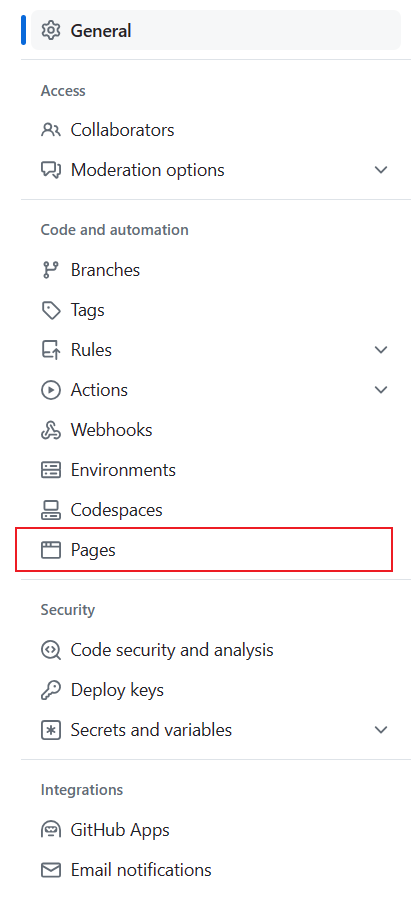 General
Access
Collaborators
Moderation options
Code and automation
Branches
Tags
Rules
Actions
Webhooks
Environments
Codespaces
Pages
Security
Code security and analysis
Deploy keys
Secrets and variables
Integrations
GitHub Apps
Email notifications